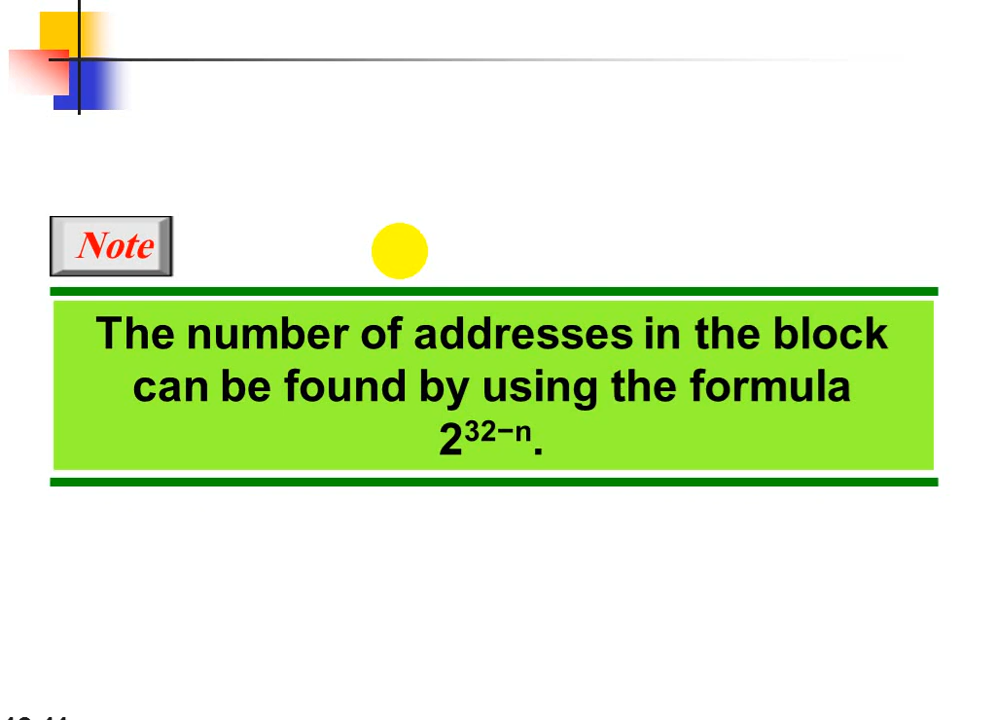 Note
The number of addresses in the block
can be found by using the formula
2³²⁻ⁿ.